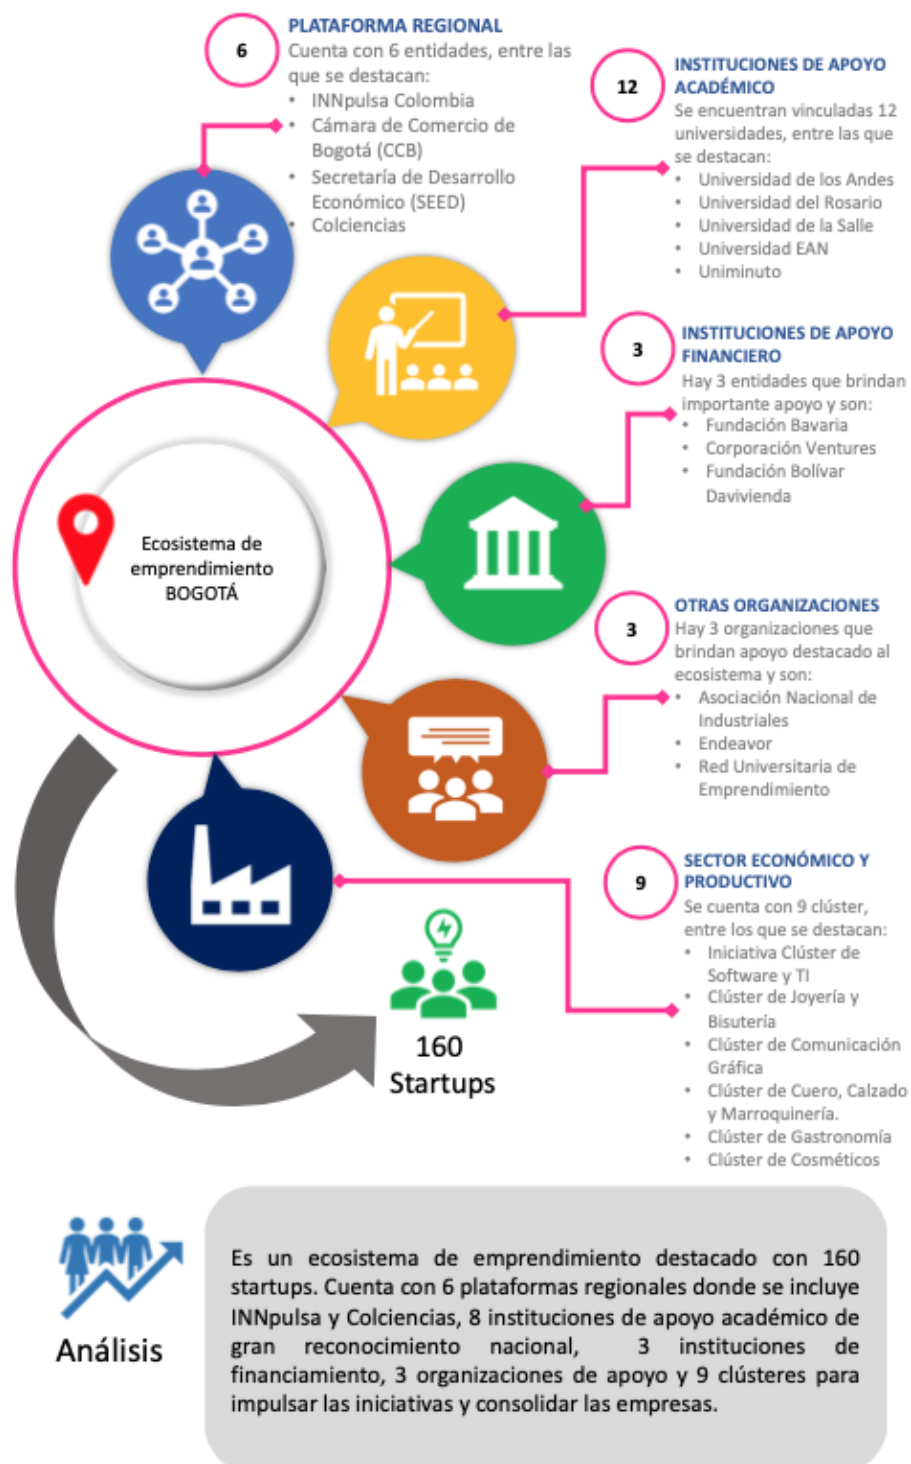 6
PLATAFORMA REGIONAL
Cuenta con 6 entidades, entre las
que se destacan:
• INNpulsa Colombia
• Cámara de Comercio de
Bogotá (CCB)
• Secretaría de Desarrollo
Económico (SEED)
• Colciencias
12
INSTITUCIONES DE APOYO
ACADÉMICO
Se encuentran vinculadas 12
universidades, entre las que
se destacan:
• Universidad de los Andes
• Universidad del Rosario
• Universidad de la Salle
• Universidad EAN
• Uniminuto
3
INSTITUCIONES DE APOYO
FINANCIERO
Hay 3 entidades que brindan
importante apoyo y son:
• Fundación Bavaria
• Corporación Ventures
• Fundación Bolívar
Davivienda
Ecosistema de
emprendimiento
BOGOTÁ
3
OTRAS ORGANIZACIONES
Hay 3 organizaciones que
brindan apoyo destacado al
ecosistema y son:
• Asociación Nacional de
Industriales
• Endeavor
• Red Universitaria de
Emprendimiento
9
SECTOR ECONÓMICO Y
PRODUCTIVO
Se cuenta con 9 clúster,
entre los que se destacan:
• Iniciativa Clúster de
Software y TI
• Clúster de Joyería y
Bisutería
• Clúster de Comunicación
Gráfica
• Clúster de Cuero, Calzado
y Marroquinería.
• Clúster de Gastronomía
• Clúster de Cosméticos
160
Startups
Análisis
Es un ecosistema de emprendimiento destacado con 160
startups. Cuenta con 6 plataformas regionales donde se incluye
INNpulsa y Colciencias, 8 instituciones de apoyo académico de
gran reconocimiento nacional, 3 instituciones de
financiamiento, 3 organizaciones de apoyo y 9 clústeres para
impulsar las iniciativas y consolidar las empresas.